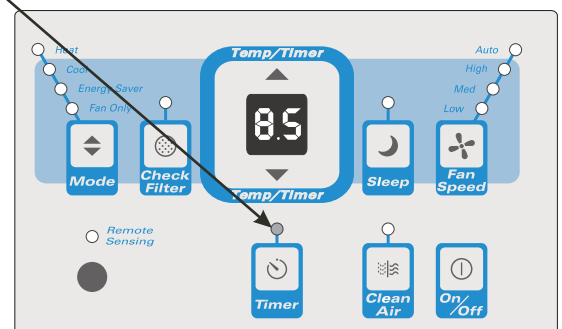 Heat
Cool
Energy Saver
Fan Only
Mode
Check
Filter
Temp/Timer
8.5
Temp/Timer
Sleep
Auto
High
Med
Low
Fan
Speed
Remote
Sensing
Timer
Clean
Air
On/Off